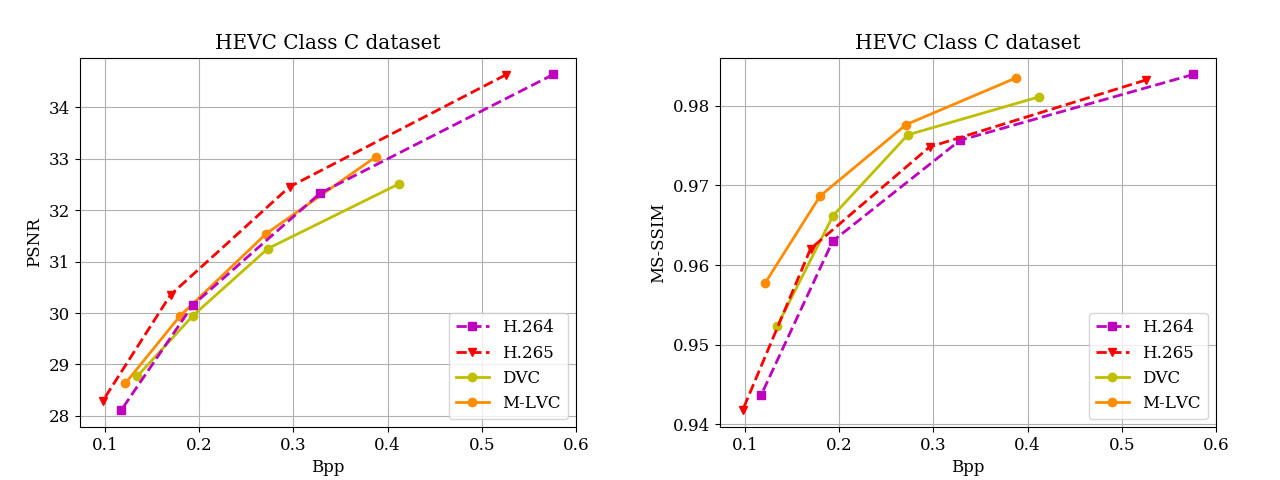 HEVC Class C dataset
PSNR
34
33
32
31
30
29
28
0.1 0.2 0.3 0.4 0.5 0.6
Bpp
H.264
H.265
DVC
M-LVC
HEVC Class C dataset
MS-SSIM
0.98
0.97
0.96
0.95
0.94
0.1 0.2 0.3 0.4 0.5 0.6
Bpp
H.264
H.265
DVC
M-LVC